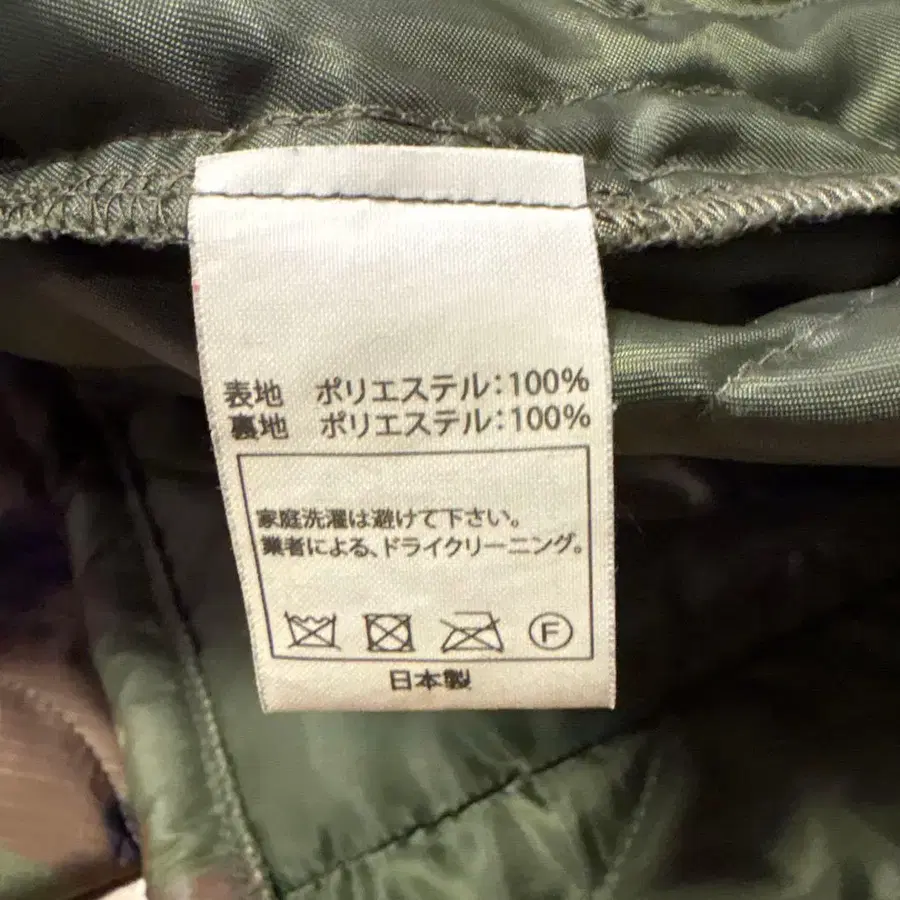 表地 ポリエステル：100%
裏地 ポリエステル：100%
家庭洗濯は避けて下さい。
業者による、ドライクリーニング。
F
日本製